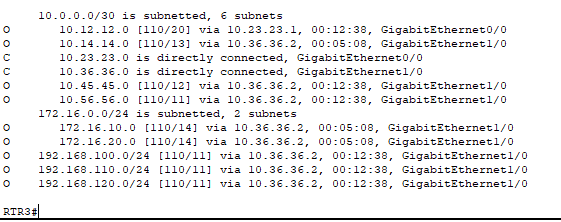 10.0.0.0/30 is subnetted, 6 subnets
O 10.12.12.0 [110/20] via 10.23.23.1, 00:12:38, GigabitEthernet0/0
O 10.14.14.0 [110/13] via 10.36.36.2, 00:05:08, GigabitEthernet1/0
C 10.23.23.0 is directly connected, GigabitEthernet0/0
C 10.36.36.0 is directly connected, GigabitEthernet1/0
O 10.45.45.0 [110/12] via 10.36.36.2, 00:12:38, GigabitEthernet1/0
O 10.56.56.0 [110/11] via 10.36.36.2, 00:12:38, GigabitEthernet1/0
172.16.0.0/24 is subnetted, 2 subnets
O 172.16.10.0 [110/14] via 10.36.36.2, 00:05:08, GigabitEthernet1/0
O 172.16.20.0 [110/14] via 10.36.36.2, 00:05:08, GigabitEthernet1/0
O 192.168.100.0/24 [110/11] via 10.36.36.2, 00:12:38, GigabitEthernet1/0
O 192.168.110.0/24 [110/11] via 10.36.36.2, 00:12:38, GigabitEthernet1/0
O 192.168.120.0/24 [110/11] via 10.36.36.2, 00:12:38, GigabitEthernet1/0
RTR3#